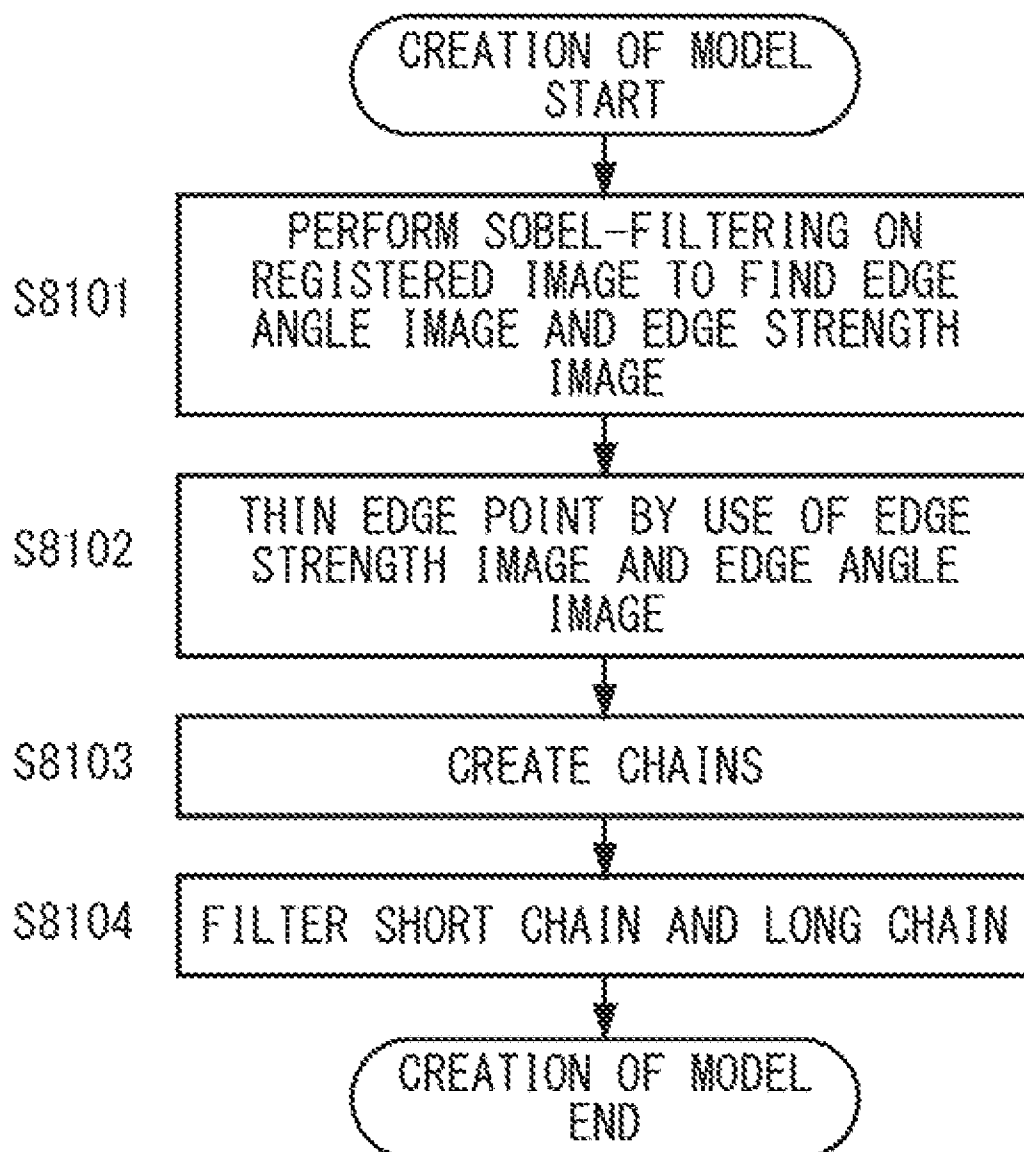 CREATION OF MODEL
START
S8101
PERFORM SOBEL-FILTERING ON
REGISTERED IMAGE TO FIND EDGE
ANGLE IMAGE AND EDGE STRENGTH
IMAGE
S8102
THIN EDGE POINT BY USE OF EDGE
STRENGTH IMAGE AND EDGE ANGLE
IMAGE
S8103
CREATE CHAINS
S8104
FILTER SHORT CHAIN AND LONG CHAIN
CREATION OF MODEL
END